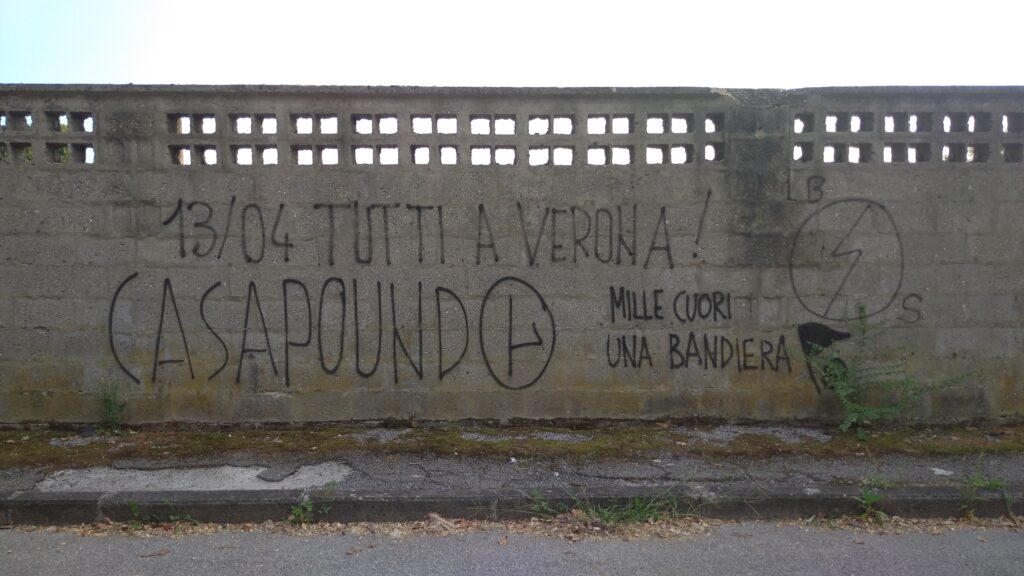 13/04 TUTTI A VERONA!
CASAPOUND
MILLE CUORI
UNA BANDIERA
LB
S